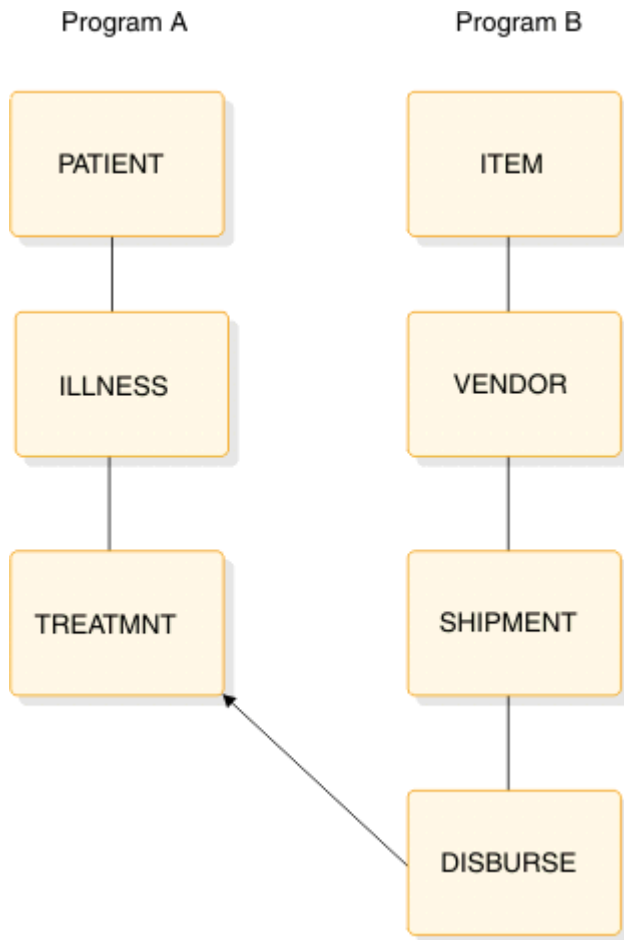 Program A
Program B
PATIENT
ITEM
ILLNESS
VENDOR
TREATMNT
SHIPMENT
DISBURSE